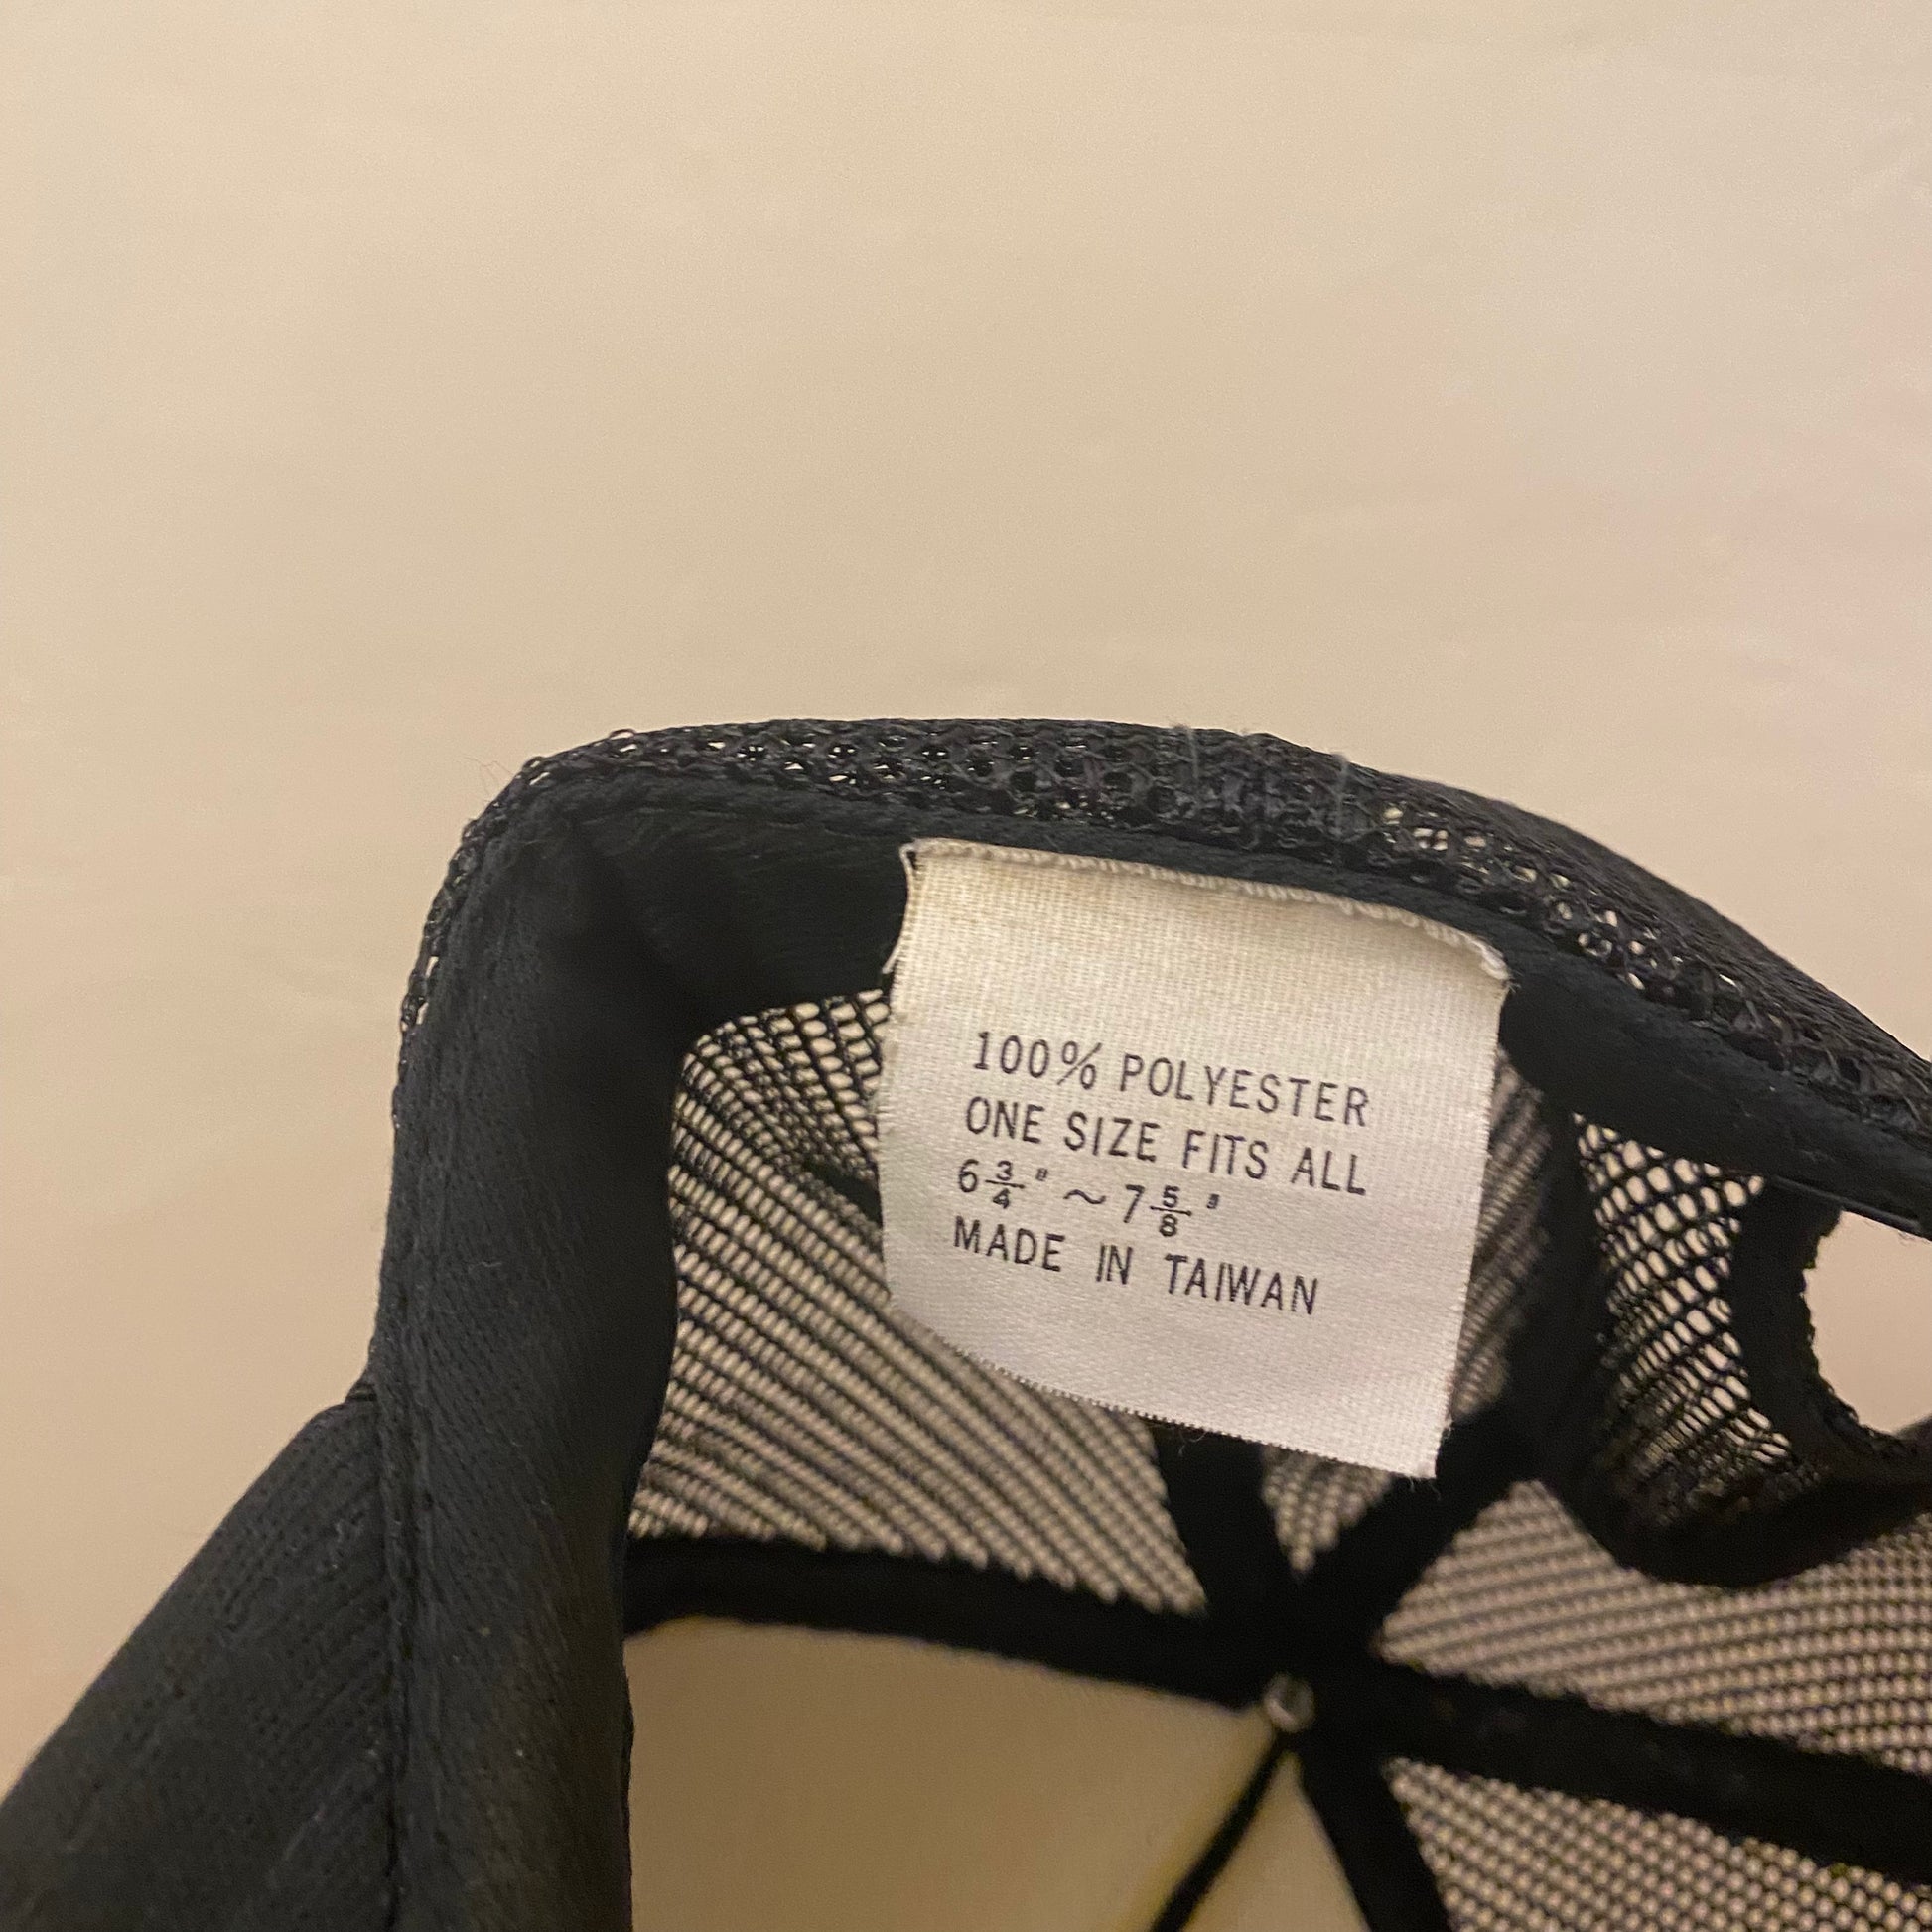 100% POLYESTER
ONE SIZE FITS ALL
6 3/4" ~ 7 5/8"
MADE IN TAIWAN